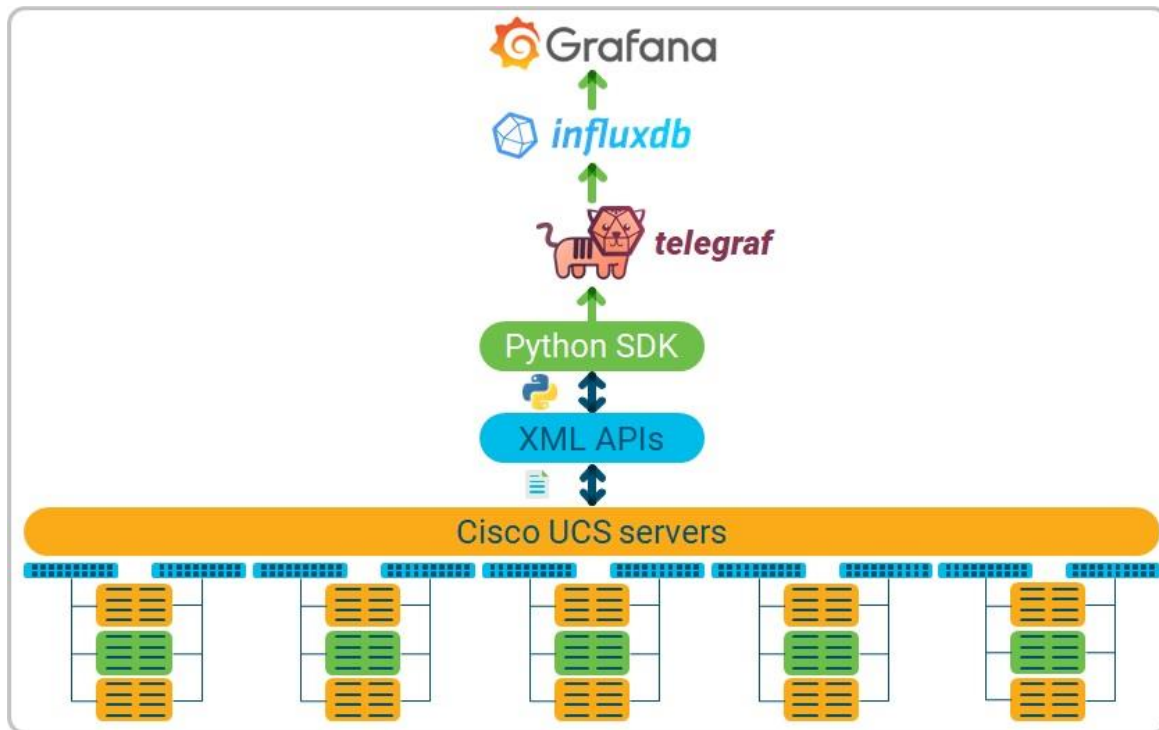 Grafana
influxdb
telegraf
Python SDK
XML APIs
Cisco UCS servers